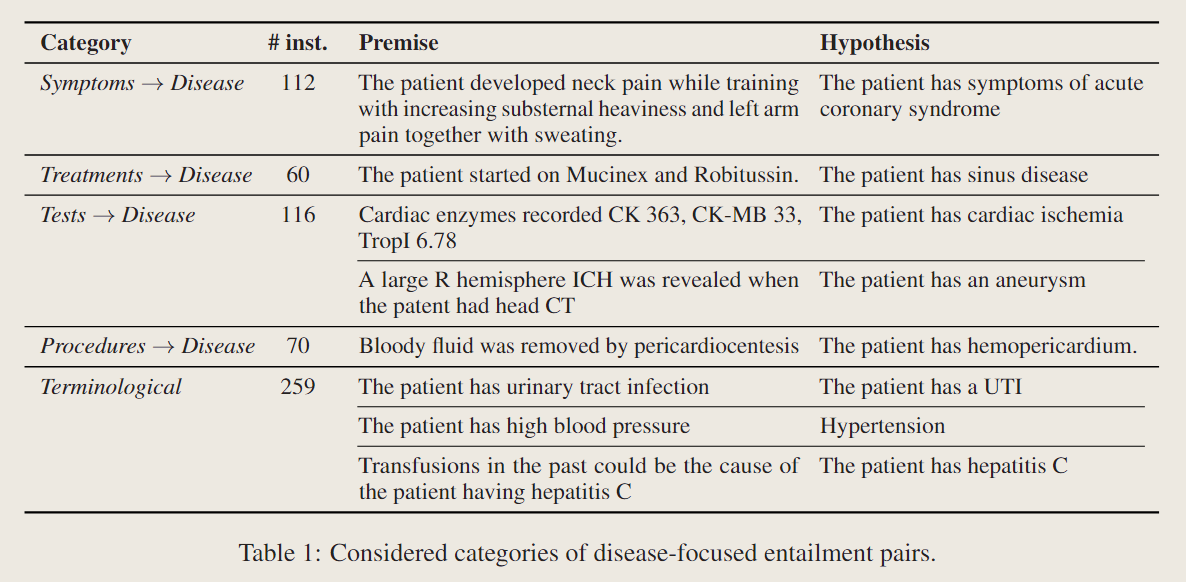 Category # inst. Premise Hypothesis
Symptoms → Disease 112 The patient developed neck pain while training The patient has symptoms of acute
with increasing substernal heaviness and left arm coronary syndrome
pain together with sweating.
Treatments → Disease 60 The patient started on Mucinex and Robitussin. The patient has sinus disease
Tests → Disease 116 Cardiac enzymes recorded CK 363, CK-MB 33, The patient has cardiac ischemia
TropI 6.78
A large R hemisphere ICH was revealed when The patient has an aneurysm
the patent had head CT
Procedures → Disease 70 Bloody fluid was removed by pericardiocentesis The patient has hemopericardium.
Terminological 259 The patient has urinary tract infection The patient has a UTI
The patient has high blood pressure Hypertension
Transfusions in the past could be the cause of The patient has hepatitis C
the patient having hepatitis C
Table 1: Considered categories of disease-focused entailment pairs.